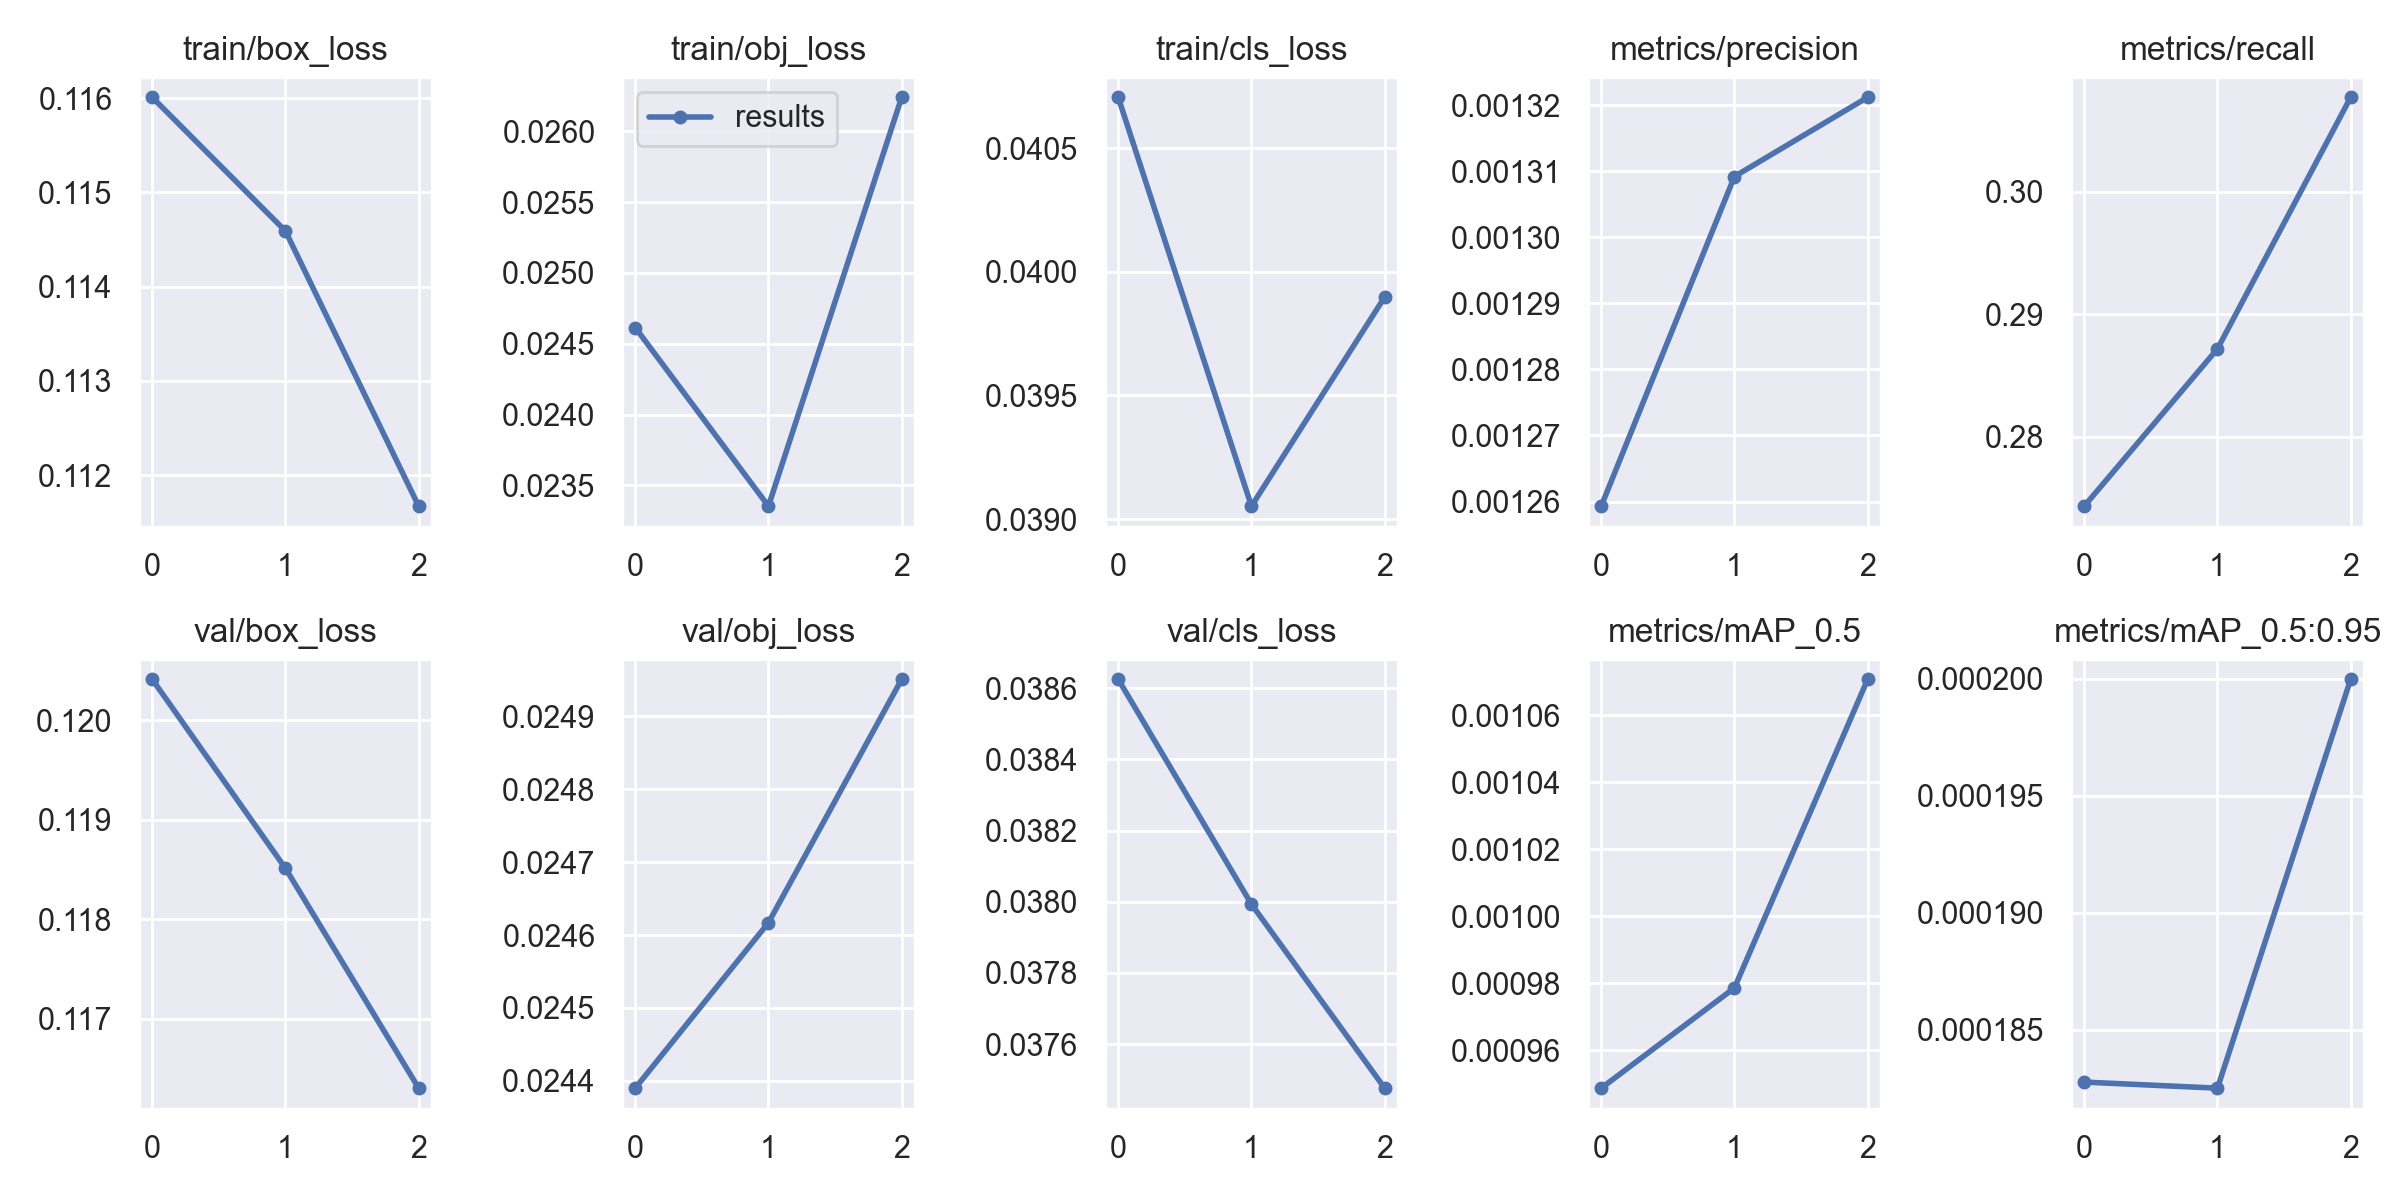 train/box_loss
0.116
0.115
0.114
0.113
0.112
0 1 2
train/obj_loss
results
0.0260
0.0255
0.0250
0.0245
0.0240
0.0235
0 1 2
train/cls_loss
0.0405
0.0400
0.0395
0.0390
0 1 2
metrics/precision
0.00132
0.00131
0.00130
0.00129
0.00128
0.00127
0.00126
0 1 2
metrics/recall
0.30
0.29
0.28
0 1 2
val/box_loss
0.120
0.119
0.118
0.117
0 1 2
val/obj_loss
0.0249
0.0248
0.0247
0.0246
0.0245
0.0244
0 1 2
val/cls_loss
0.0386
0.0384
0.0382
0.0380
0.0378
0.0376
0 1 2
metrics/mAP_0.5
0.00106
0.00104
0.00102
0.00100
0.00098
0.00096
0 1 2
metrics/mAP_0.5:0.95
0.000200
0.000195
0.000190
0.000185
0 1 2